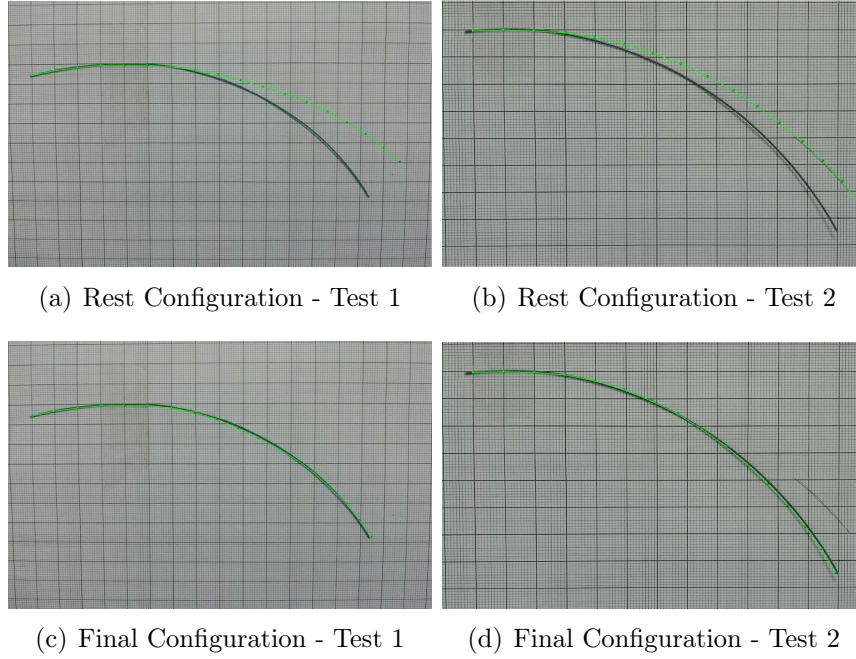 (a) Rest Configuration - Test 1
(b) Rest Configuration - Test 2
(c) Final Configuration - Test 1
(d) Final Configuration - Test 2